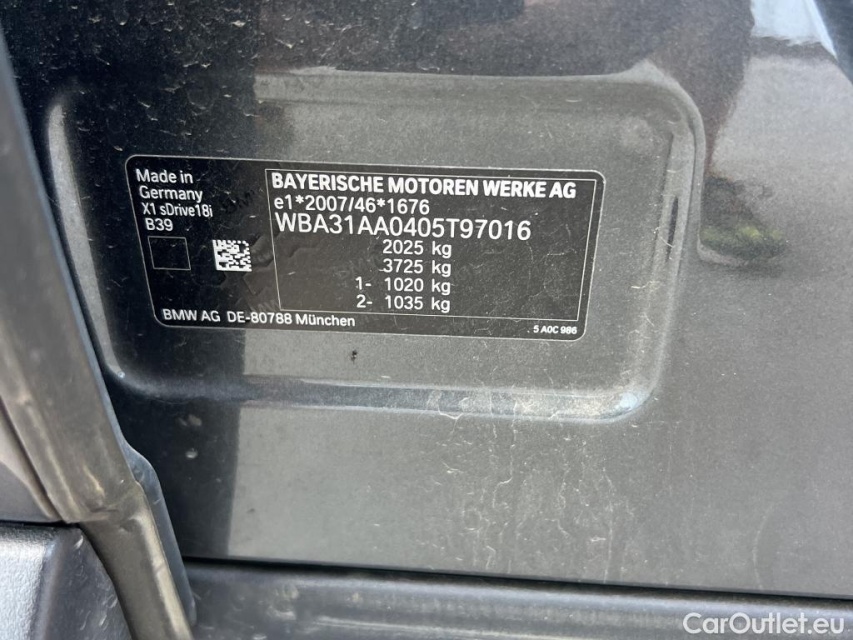 Made in
Germany
X1 sDrive18i
B39
BAYERISCHE MOTOREN WERKE AG
e1*2007/46*1676
WBA31AA0405T97016
2025 kg
3725 kg
1- 1020 kg
2- 1035 kg
BMW AG DE-80788 München
5 A0C 986
CarOutlet.eu